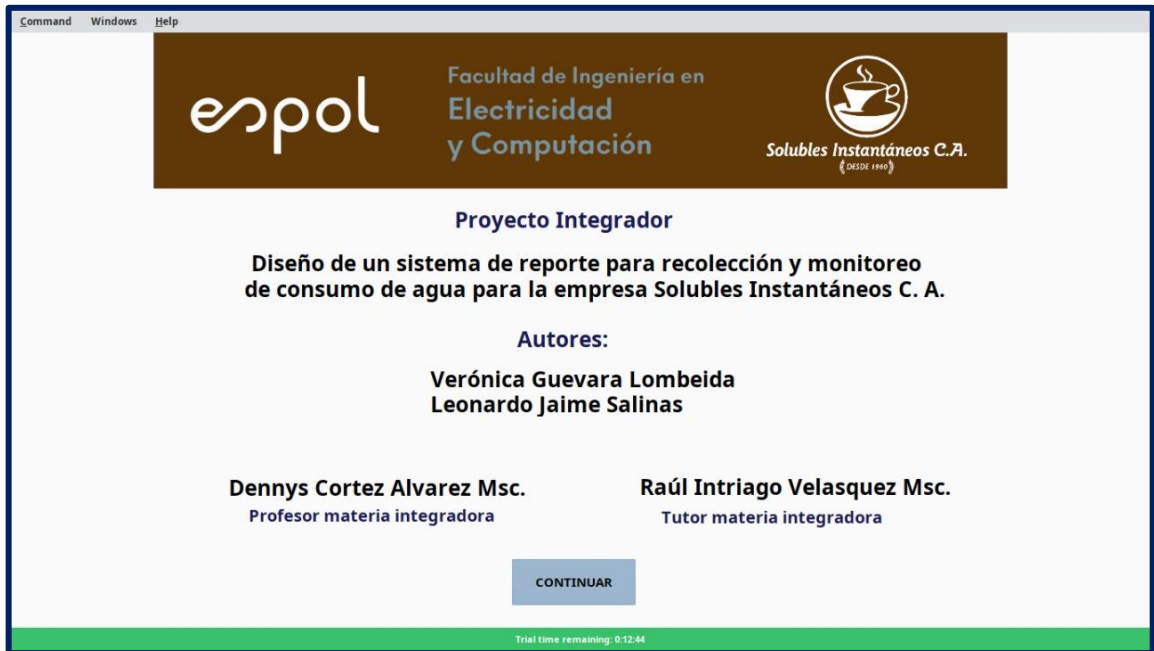 Command Windows Help
espol
Facultad de Ingeniería en
Electricidad
y Computación
Solubles Instantáneos C.A.
DESDE 1960
Proyecto Integrador
Diseño de un sistema de reporte para recolección y monitoreo
de consumo de agua para la empresa Solubles Instantáneos C. A.
Autores:
Verónica Guevara Lombeida
Leonardo Jaime Salinas
Dennys Cortez Alvarez Msc.
Profesor materia integradora
Raúl Intriago Velasquez Msc.
Tutor materia integradora
CONTINUAR
Trial time remaining: 0:12:44